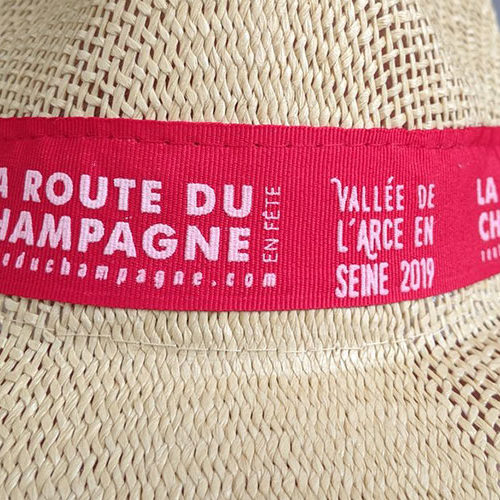 A ROUTE DU
HAMPAGNE
EN FÊTE
educhampagne.com
VALLÉE DE
L'ARCE EN
SEINE 2019
LA
CH